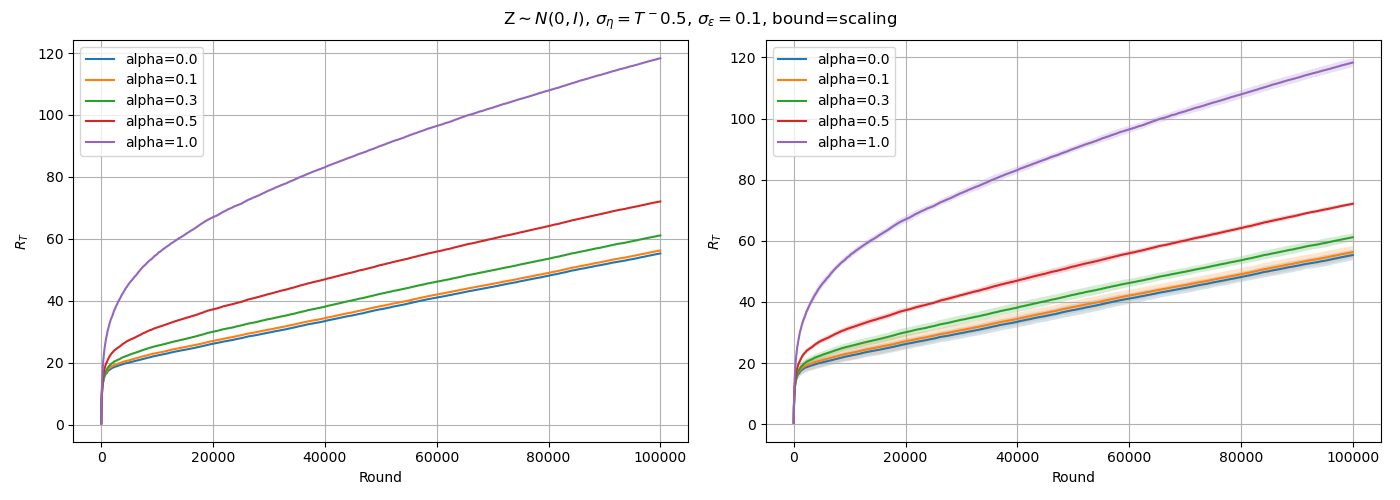 Z ~ N(0, I), σ_η = T^−0.5, σ_ε = 0.1, bound=scaling
120
100
80
60
40
20
0
R_T
alpha=0.0
alpha=0.1
alpha=0.3
alpha=0.5
alpha=1.0
0 20000 40000 60000 80000 100000
Round
120
100
80
60
40
20
0
R_T
alpha=0.0
alpha=0.1
alpha=0.3
alpha=0.5
alpha=1.0
0 20000 40000 60000 80000 100000
Round